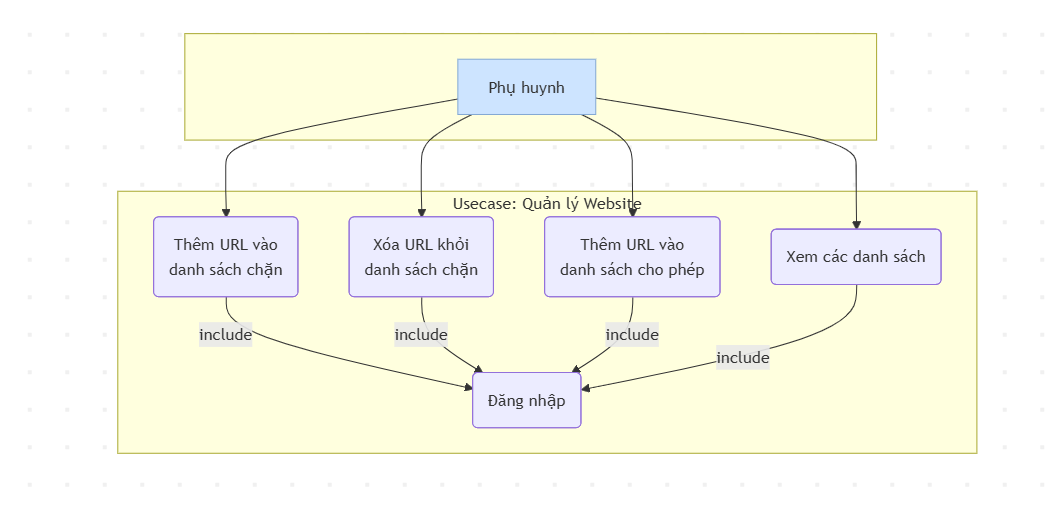 Phụ huynh
Usecase: Quản lý Website
Thêm URL vào
danh sách chặn
Xóa URL khỏi
danh sách chặn
Thêm URL vào
danh sách cho phép
Xem các danh sách
include
include
include
include
Đăng nhập